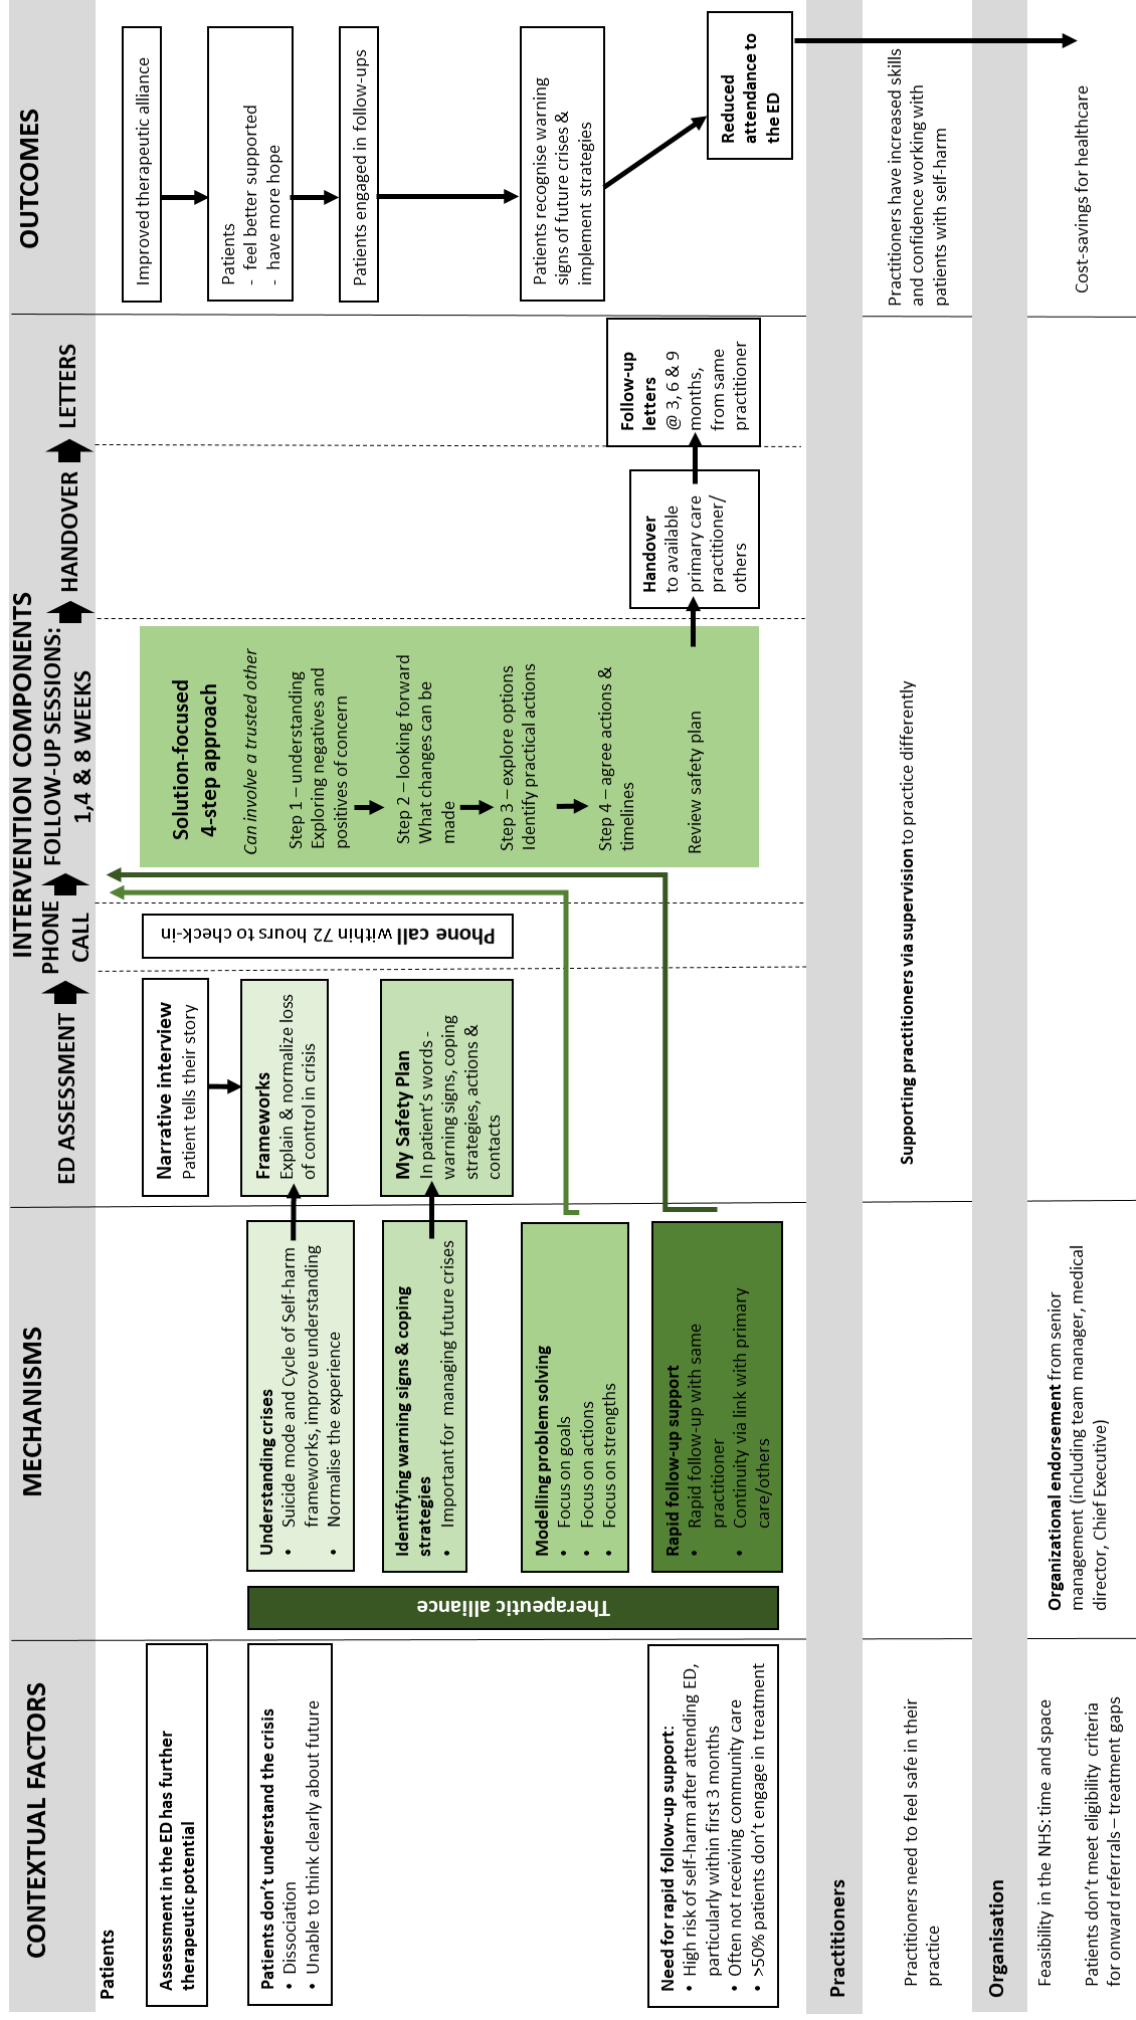 CONTEXTUAL FACTORS
MECHANISMS
INTERVENTION COMPONENTS
OUTCOMES
ED ASSESSMENT
PHONE
CALL
FOLLOW-UP SESSIONS:
1,4 & 8 WEEKS
HANDOVER
LETTERS
Patients
Assessment in the ED has further
therapeutic potential
Patients don't understand the crisis
• Dissociation
• Unable to think clearly about future
Need for rapid follow-up support:
• High risk of self-harm after attending ED,
particularly within first 3 months
• Often not receiving community care
• >50% patients don't engage in treatment
Therapeutic alliance
Understanding crises
• Suicide mode and Cycle of Self-harm
frameworks, improve understanding
• Normalise the experience
Identifying warning signs & coping
strategies
• Important for managing future crises
Modelling problem solving
• Focus on goals
• Focus on actions
• Focus on strengths
Rapid follow-up support
• Rapid follow-up with same
practitioner
• Continuity via link with primary
care/others
Narrative interview
Patient tells their story
Frameworks
Explain & normalize loss
of control in crisis
My Safety Plan
In patient's words -
warning signs, coping
strategies, actions &
contacts
Phone call within 72 hours to check-in
Solution-focused
4-step approach
Can involve a trusted other
Step 1 – understanding
Exploring negatives and
positives of concern
Step 2 – looking forward
What changes can be
made
Step 3 – explore options
Identify practical actions
Step 4 – agree actions &
timelines
Review safety plan
Handover
to available
primary care
practitioner/
others
Follow-up
letters
@ 3, 6 & 9
months,
from same
practitioner
Improved therapeutic alliance
Patients
- feel better supported
- have more hope
Patients engaged in follow-ups
Patients recognise warning
signs of future crises &
implement strategies
Reduced
attendance to
the ED
Practitioners
Practitioners need to feel safe in their
practice
Supporting practitioners via supervision to practice differently
Practitioners have increased skills
and confidence working with
patients with self-harm
Organisation
Feasibility in the NHS: time and space
Patients don't meet eligibility criteria
for onward referrals – treatment gaps
Organizational endorsement from senior
management (including team manager, medical
director, Chief Executive)
Cost-savings for healthcare